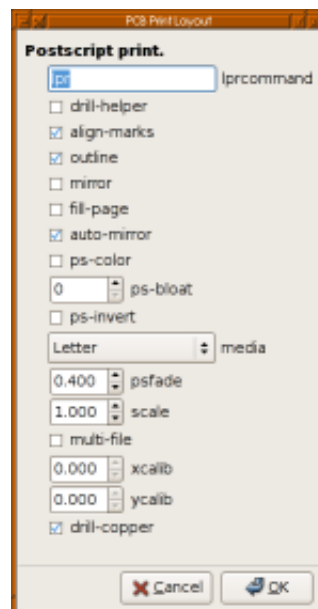 PCB Print Layout
Postscript print.
lpr lprcommand
drill-helper
align-marks
outline
mirror
fill-page
auto-mirror
ps-color
0 ps-bloat
ps-invert
Letter media
0.400 psfade
1.000 scale
multi-file
0.000 xcalib
0.000 ycalib
drill-copper
Cancel OK